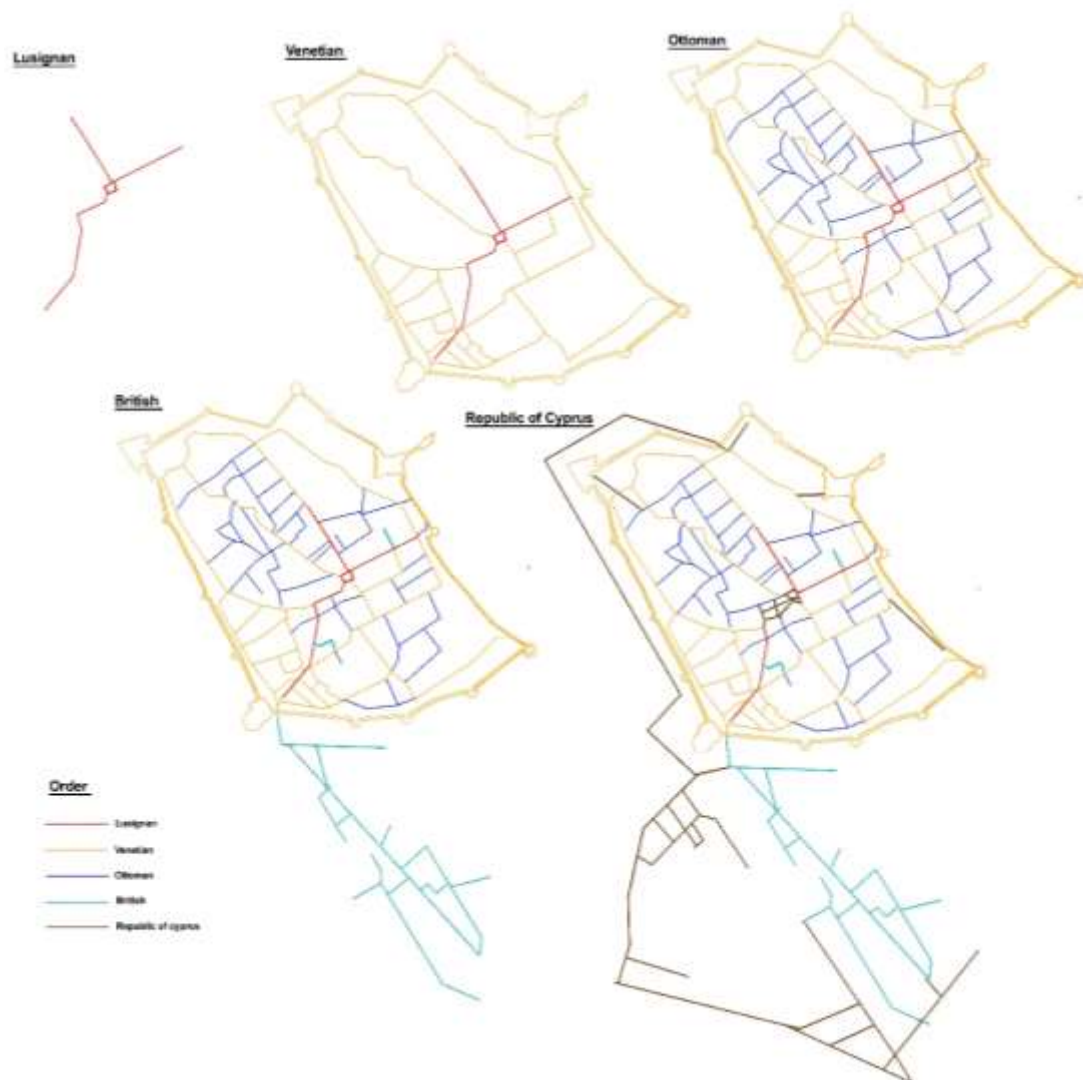 Lusignan
Venetian
Ottoman
British
Republic of Cyprus
Order
Lusignan
Venetian
Ottoman
British
Republic of cyprus